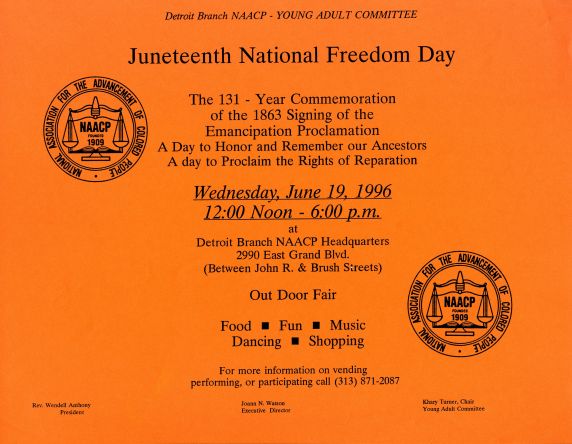 Detroit Branch NAACP - YOUNG ADULT COMMITTEE
Juneteenth National Freedom Day
NATIONAL ASSOCIATION FOR THE ADVANCEMENT OF COLORED PEOPLE
NAACP
FOUNDED
1909
The 131 - Year Commemoration
of the 1863 Signing of the
Emancipation Proclamation
A Day to Honor and Remember our Ancestors
A day to Proclaim the Rights of Reparation
Wednesday, June 19, 1996
12:00 Noon - 6:00 p.m.
at
Detroit Branch NAACP Headquarters
2990 East Grand Blvd.
(Between John R. & Brush Streets)
Out Door Fair
NATIONAL ASSOCIATION FOR THE ADVANCEMENT OF COLORED PEOPLE
NAACP
FOUNDED
1909
Food ■ Fun ■ Music
Dancing ■ Shopping
For more information on vending
performing, or participating call (313) 871-2087
Rev. Wendell Anthony
President
Joann N. Watson
Executive Director
Khary Turner, Chair
Young Adult Committee